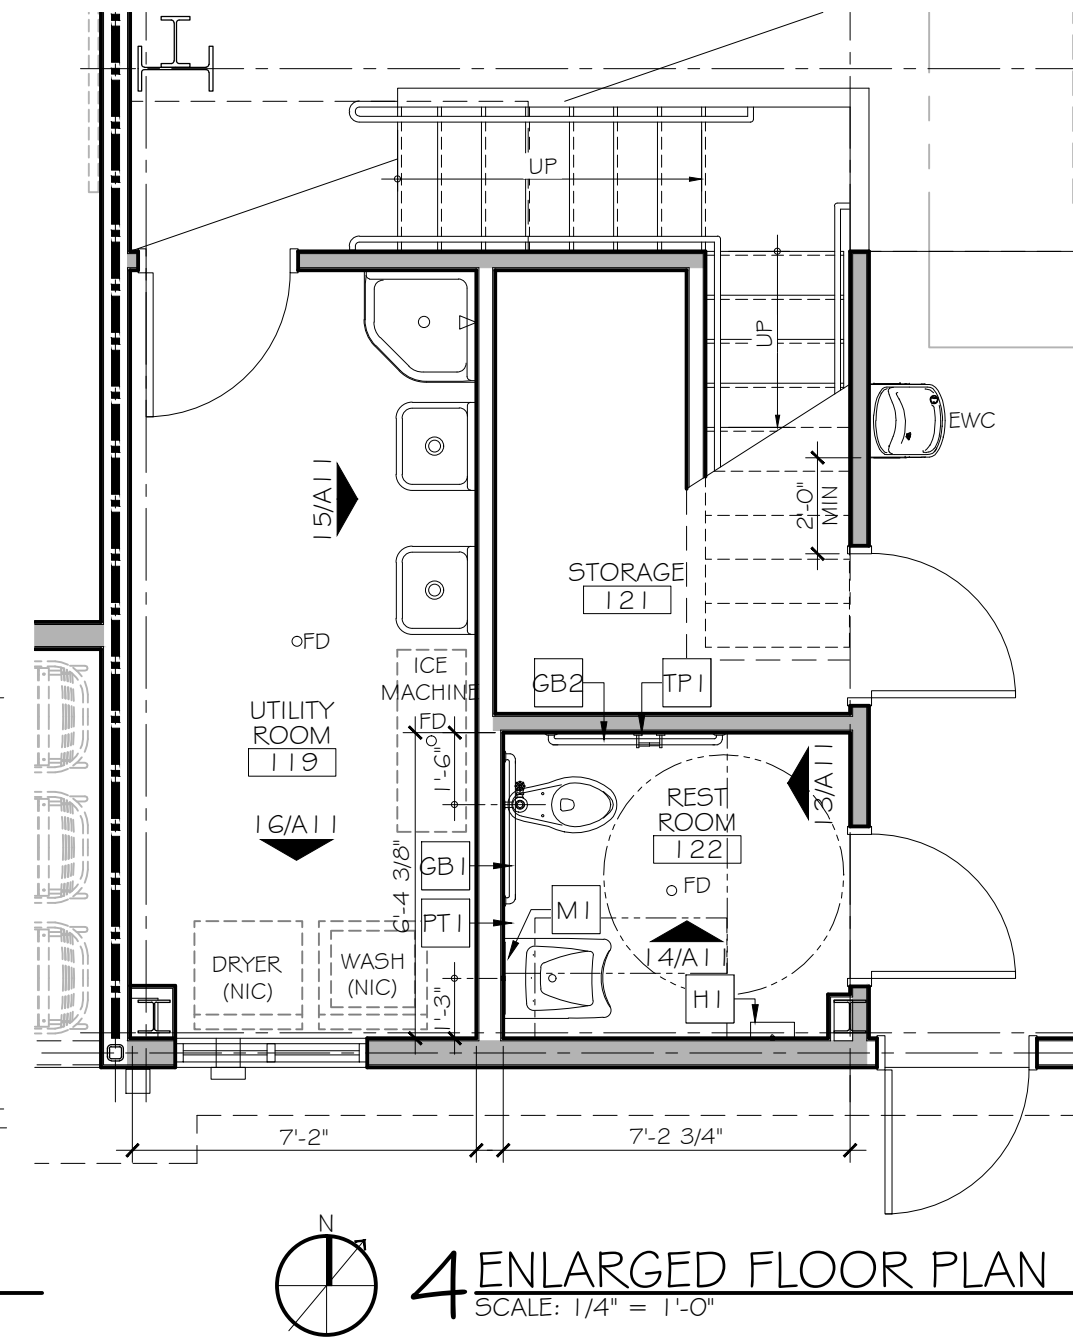 UP
UP
EWC
15/A11
2'-0"
MIN
STORAGE
121
FD
ICE
MACHINE
FD
GB2
TP1
UTILITY
ROOM
119
1'-6"
13/A11
REST
ROOM
122
16/A11
6'-4 3/8"
GB1
FD
PT1
M1
14/A11
DRYER
(NIC)
WASH
(NIC)
1'-3"
H1
7'-2"
7'-2 3/4"
N
4 ENLARGED FLOOR PLAN
SCALE: 1/4" = 1'-0"